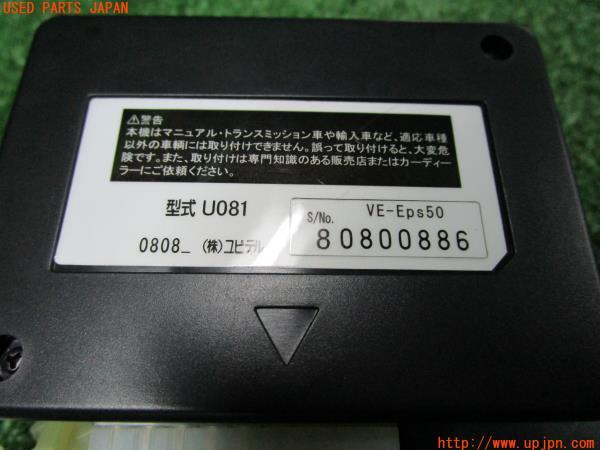 USED PARTS JAPAN
⚠警告
本機はマニュアル・トランスミッション車や輸入車など、適応車種
以外の車輌には取り付けできません。誤って取り付けると、大変危
険です。また、取り付けは専門知識のある販売店またはカーディー
ラーにご依頼ください。
型式 U081
S/No. VE-Eps50
80800886
0808_ (株)ユピテル
http://www.upjpn.com/